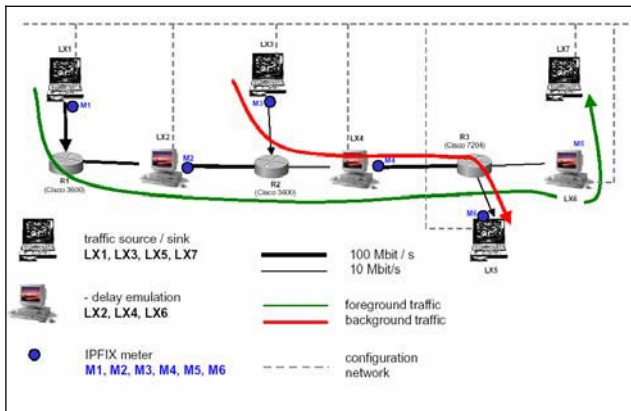 LX1
LX3
LX7
M1
M3
LX2
LX4
R3
(Cisco 7204)
M2
M4
M5
R1
(Cisco 3600)
R2
(Cisco 3600)
LX6
M6
LX5
traffic source / sink
LX1, LX3, LX5, LX7
100 Mbit / s
10 Mbit/s
- delay emulation
LX2, LX4, LX6
foreground traffic
background traffic
IPFIX meter
M1, M2, M3, M4, M5, M6
configuration
network